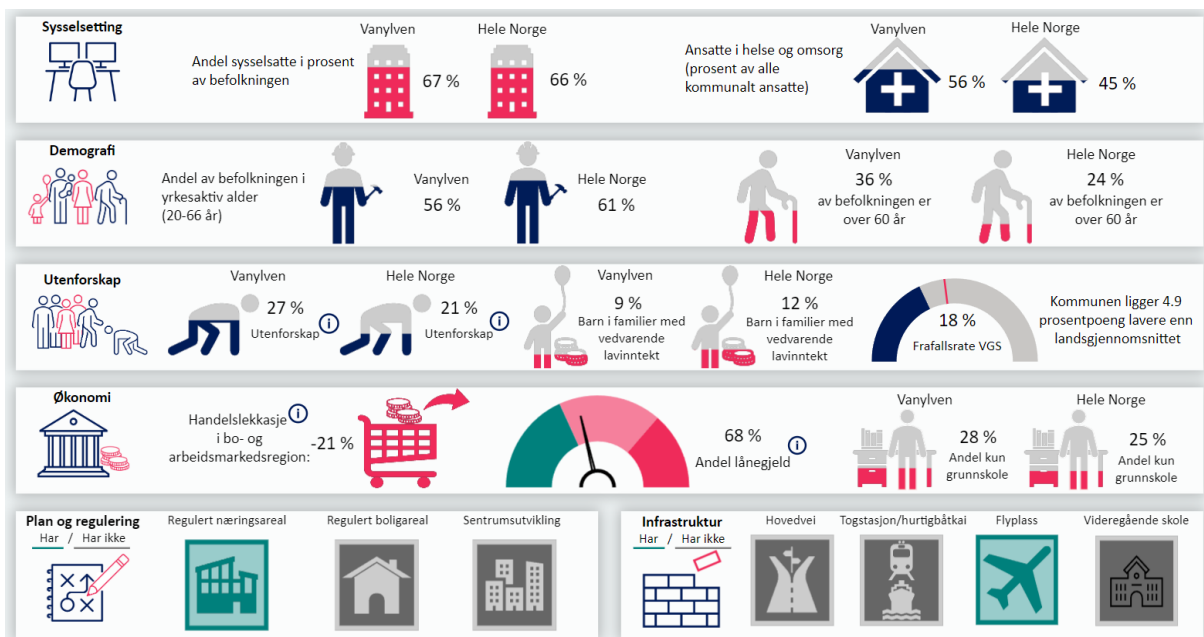 Sysselsetting
Andel sysselsatte i prosent
av befolkningen
Vanylven
67 %
Hele Norge
66 %
Ansatte i helse og omsorg
(prosent av alle
kommunalt ansatte)
Vanylven
56 %
Hele Norge
45 %
Demografi
Andel av befolkningen i
yrkesaktiv alder
(20-66 år)
Vanylven
56 %
Hele Norge
61 %
Vanylven
36 %
av befolkningen er
over 60 år
Hele Norge
24 %
av befolkningen er
over 60 år
Utenforskap
Vanylven
27 %
Utenforskap i
Hele Norge
21 %
Utenforskap i
Vanylven
9 %
Barn i familier med
vedvarende
lavinntekt
Hele Norge
12 %
Barn i familier med
vedvarende
lavinntekt
18 %
Frafallsrate VGS
Kommunen ligger 4.9
prosentpoeng lavere enn
landsgjennomsnittet
Økonomi
Handelslekkasje i
i bo- og
arbeidsmarkedsregion:
-21 %
68 %
Andel lånegjeld i
Vanylven
28 %
Andel kun
grunnskole
Hele Norge
25 %
Andel kun
grunnskole
Plan og regulering
Har / Har ikke
Regulert næringsareal
Regulert boligareal
Sentrumsutvikling
Infrastruktur
Har / Har ikke
Hovedvei
Togstasjon/hurtigbåtkai
Flyplass
Videregående skole